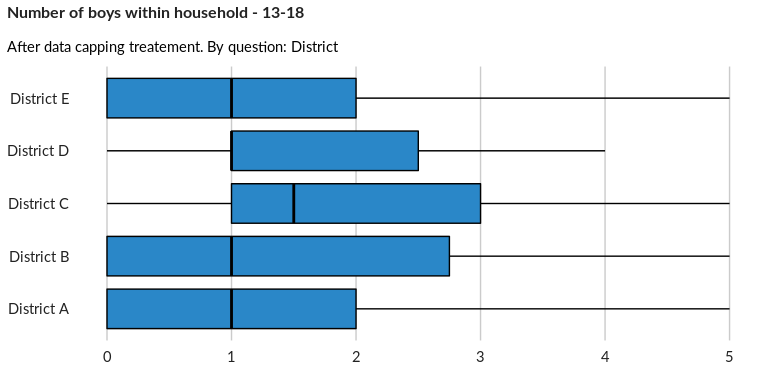 Number of boys within household - 13-18
After data capping treatement. By question: District
District E
District D
District C
District B
District A
0 1 2 3 4 5